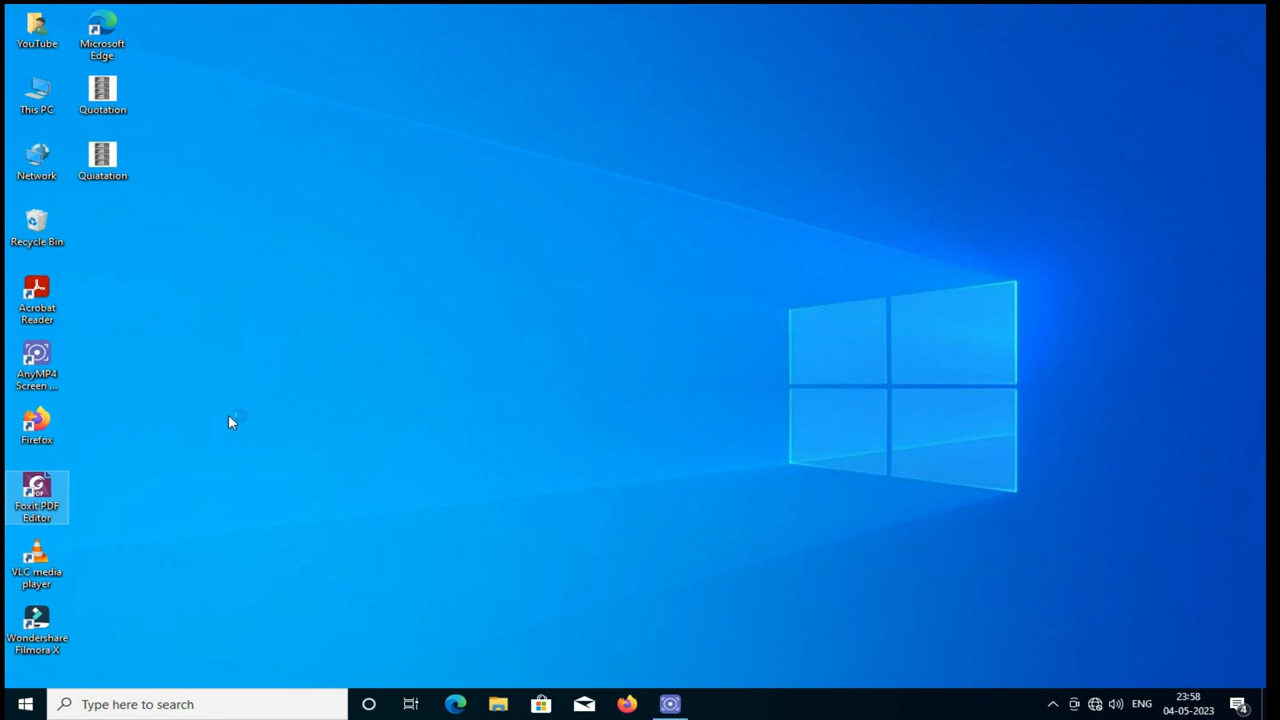 YouTube
Microsoft
Edge
This PC
Quotation
Network
Quiatation
Recycle Bin
Acrobat
Reader
AnyMP4
Screen ...
Firefox
Foxit PDF
Editor
VLC media
player
Wondershare
Filmora X
Type here to search
ENG
23:58
04-05-2023
4